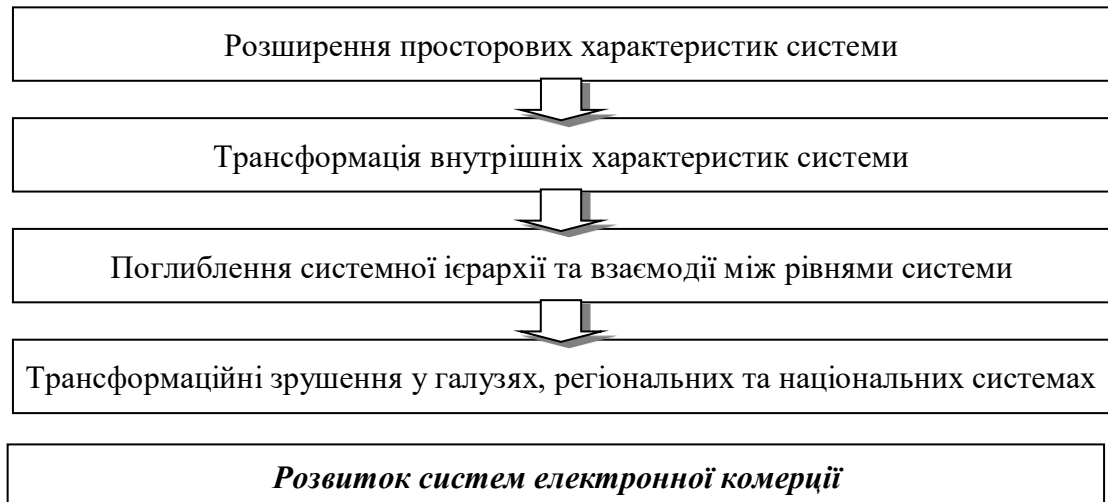 Розширення просторових характеристик системи
Трансформація внутрішніх характеристик системи
Поглиблення системної ієрархії та взаємодії між рівнями системи
Трансформаційні зрушення у галузях, регіональних та національних системах
Розвиток систем електронної комерції